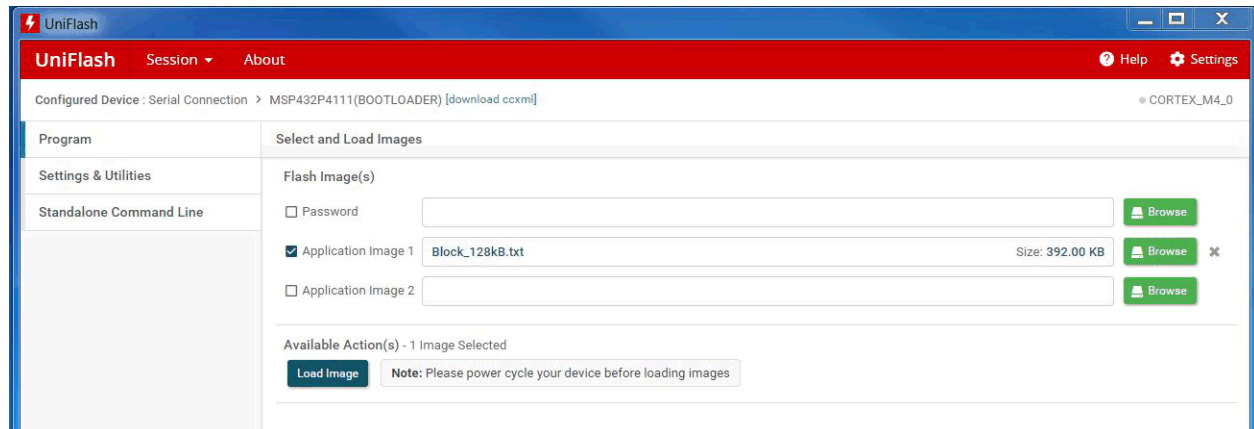 UniFlash
UniFlash Session About Help Settings
Configured Device : Serial Connection > MSP432P4111(BOOTLOADER) [download ccxml] CORTEX_M4_0
Program
Settings & Utilities
Standalone Command Line
Select and Load Images
Flash Image(s)
Password Browse
Application Image 1 Block_128kB.txt Size: 392.00 KB Browse
Application Image 2 Browse
Available Action(s) - 1 Image Selected
Load Image Note: Please power cycle your device before loading images